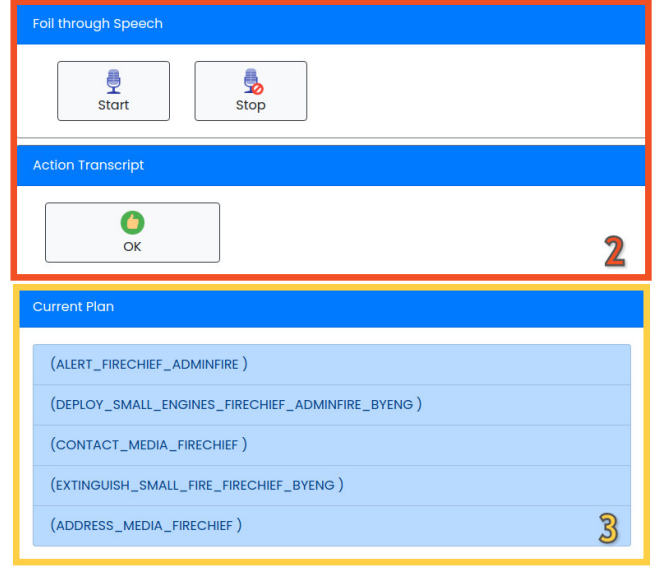 Foil through Speech
Start Stop
Action Transcript
OK
2
Current Plan
(ALERT_FIRECHIEF_ADMINFIRE )
(DEPLOY_SMALL_ENGINES_FIRECHIEF_ADMINFIRE_BYENG )
(CONTACT_MEDIA_FIRECHIEF )
(EXTINGUISH_SMALL_FIRE_FIRECHIEF_BYENG )
(ADDRESS_MEDIA_FIRECHIEF )
3